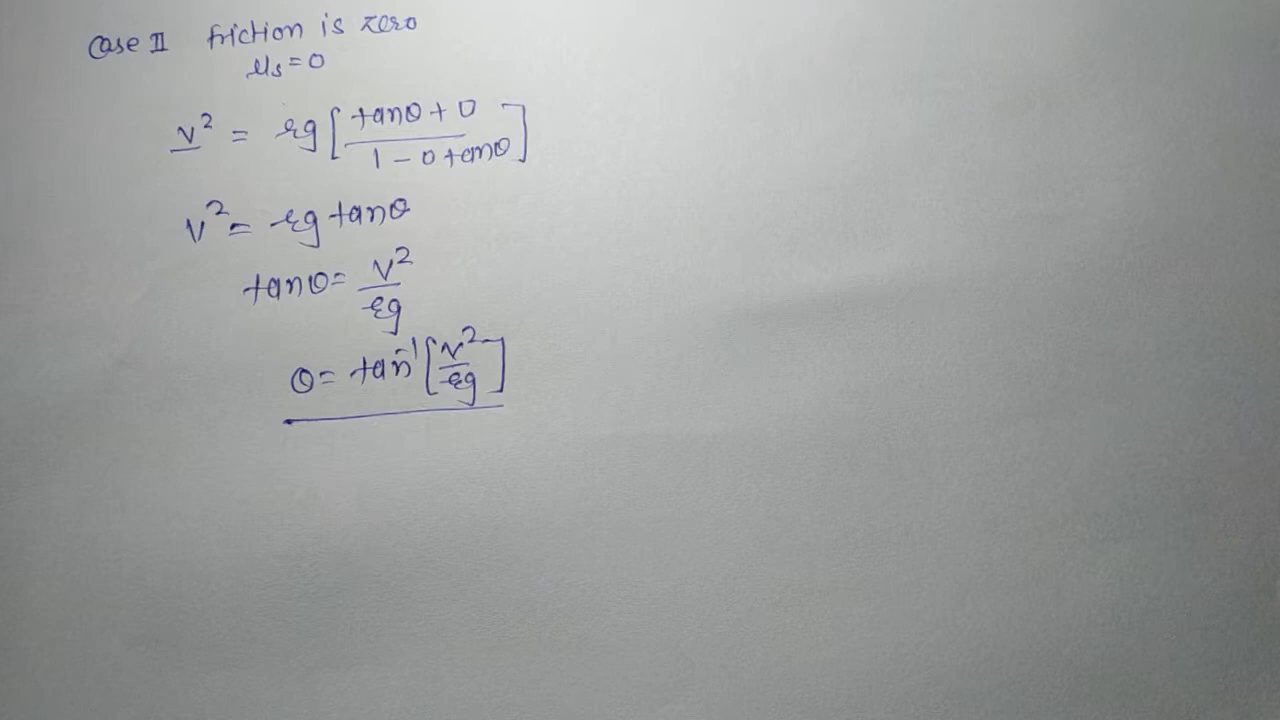 Case II friction is zero
μs = 0
v² = rg [ tanθ + 0 / 1 - 0 tanθ ]
v² = rg tanθ
tanθ = v² / rg
θ = tan⁻¹ [ v² / rg ]